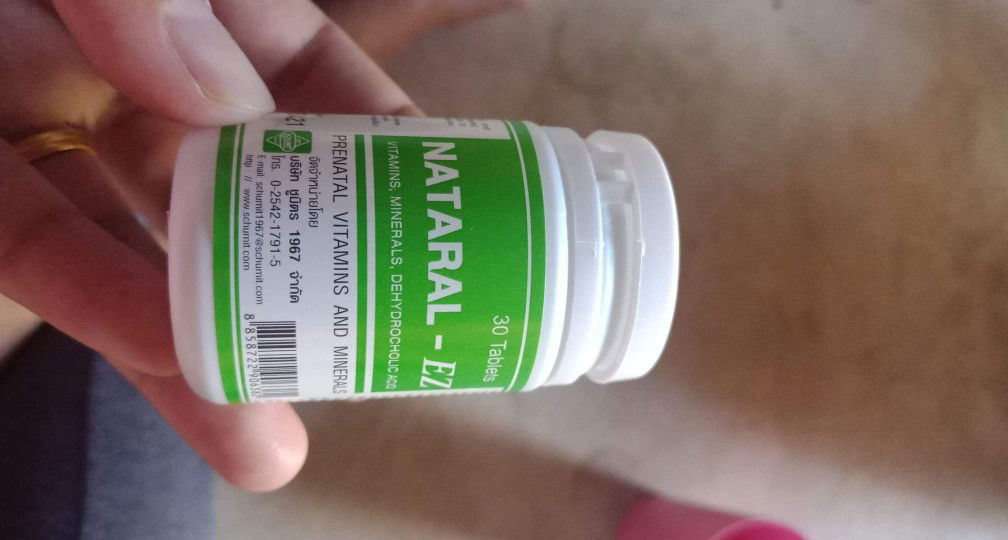 30 Tablets
NATARAL - EZ
VITAMINS, MINERALS, DEHYDROCHOLIC ACID
PRENATAL VITAMINS AND MINERALS
จัดจำหน่ายโดย
บริษัท ชูมิตร 1967 จำกัด
โทร. 0-2542-1791-5
E-mail: schumit1967@schumit.com
http : // www.schumit.com